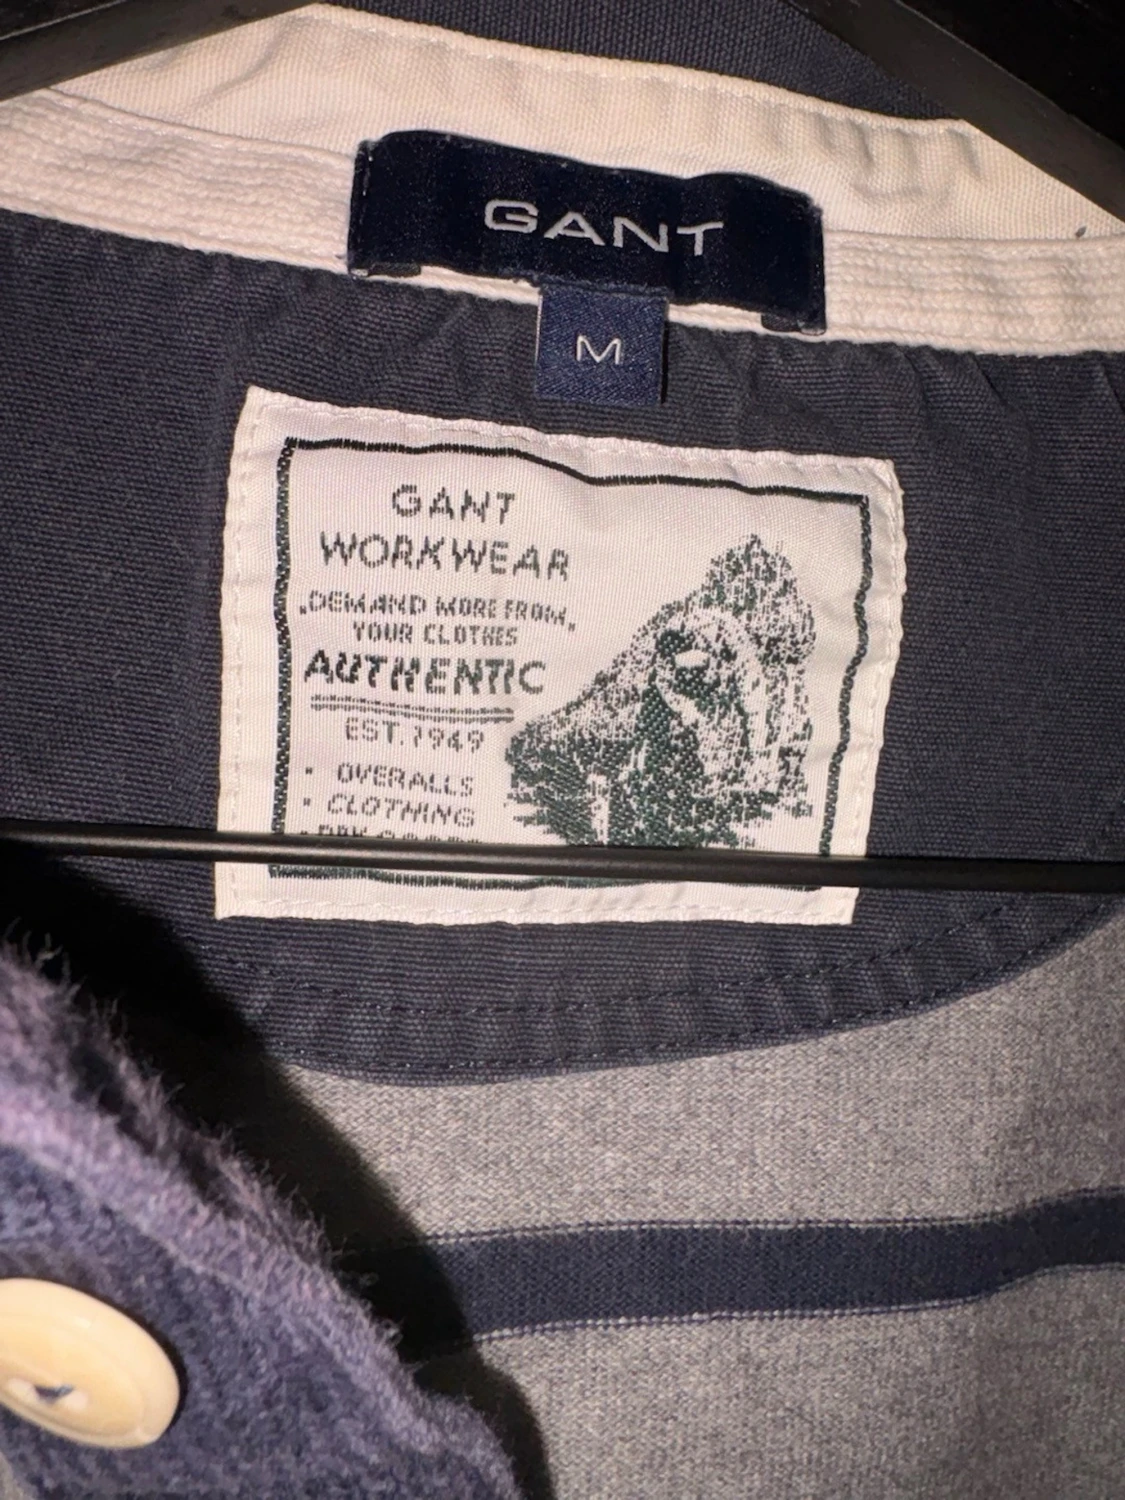 GANT
M
GANT
WORKWEAR
.DEMAND MORE FROM.
YOUR CLOTHES
AUTHENTIC
EST.1949
· OVERALLS
· CLOTHING